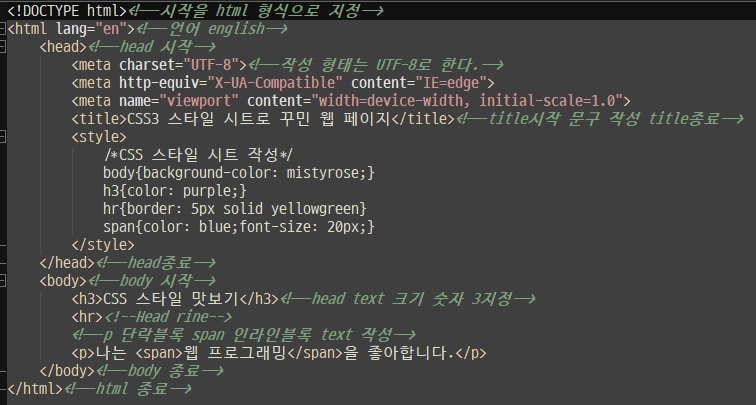 <!DOCTYPE html><!--시작을 html 형식으로 지정-->
<html lang="en"><!--언어 english-->
<head><!--head 시작-->
<meta charset="UTF-8"><!--작성 형태는 UTF-8로 한다.-->
<meta http-equiv="X-UA-Compatible" content="IE=edge">
<meta name="viewport" content="width=device-width, initial-scale=1.0">
<title>CSS3 스타일 시트로 꾸민 웹 페이지</title><!--title시작 문구 작성 title종료-->
<style>
/*CSS 스타일 시트 작성*/
body{background-color: mistyrose;}
h3{color: purple;}
hr{border: 5px solid yellowgreen}
span{color: blue;font-size: 20px;}
</style>
</head><!--head종료-->
<body><!--body 시작-->
<h3>CSS 스타일 맛보기</h3><!--head text 크기 숫자 3지정-->
<hr><!--Head rine-->
<!--p 단락블록 span 인라인블록 text 작성-->
<p>나는 <span>웹 프로그래밍</span>을 좋아합니다.</p>
</body><!--body 종료-->
</html><!--html 종료-->